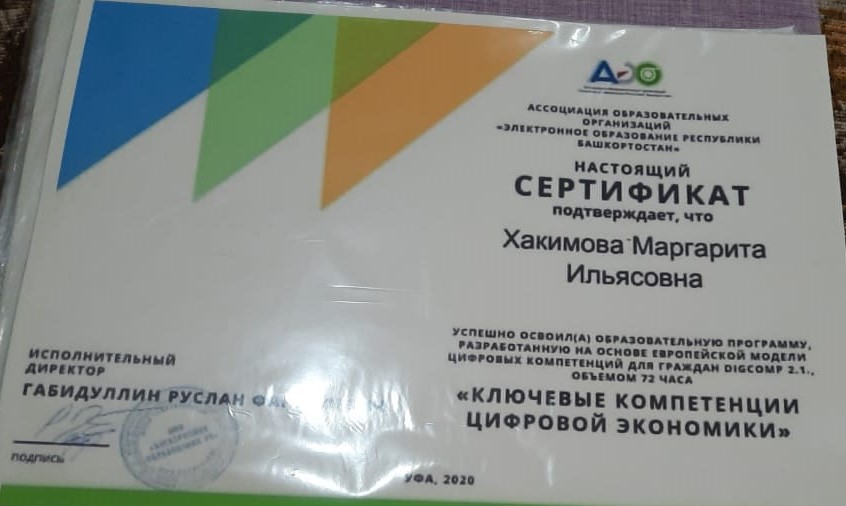 АССОЦИАЦИЯ ОБРАЗОВАТЕЛЬНЫХ
ОРГАНИЗАЦИЙ
«ЭЛЕКТРОННОЕ ОБРАЗОВАНИЕ РЕСПУБЛИКИ
БАШКОРТОСТАН»
НАСТОЯЩИЙ
СЕРТИФИКАТ
подтверждает, что
Хакимова Маргарита
Ильясовна
УСПЕШНО ОСВОИЛ(А) ОБРАЗОВАТЕЛЬНУЮ ПРОГРАММУ,
РАЗРАБОТАННУЮ НА ОСНОВЕ ЕВРОПЕЙСКОЙ МОДЕЛИ
ЦИФРОВЫХ КОМПЕТЕНЦИЙ ДЛЯ ГРАЖДАН DIGCOMP 2.1.,
ОБЪЕМОМ 72 ЧАСА
«КЛЮЧЕВЫЕ КОМПЕТЕНЦИИ
ЦИФРОВОЙ ЭКОНОМИКИ»
ИСПОЛНИТЕЛЬНЫЙ
ДИРЕКТОР
ГАБИДУЛЛИН РУСЛАН
ПОДПИСЬ
УФА, 2020